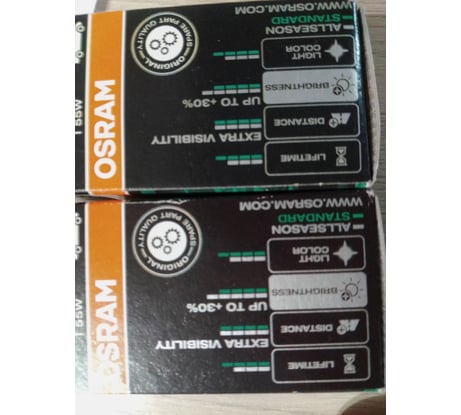 OSRAM
55W
ORIGINAL
SPARE PART QUALITY
LIFETIME
EXTRA VISIBILITY
DISTANCE
UP TO +30%
BRIGHTNESS
LIGHT
COLOR
ALLSEASON
STANDARD
WWW.OSRAM.COM
OSRAM
55W
ORIGINAL
SPARE PART QUALITY
LIFETIME
EXTRA VISIBILITY
DISTANCE
UP TO +30%
BRIGHTNESS
LIGHT
COLOR
ALLSEASON
STANDARD
WWW.OSRAM.COM